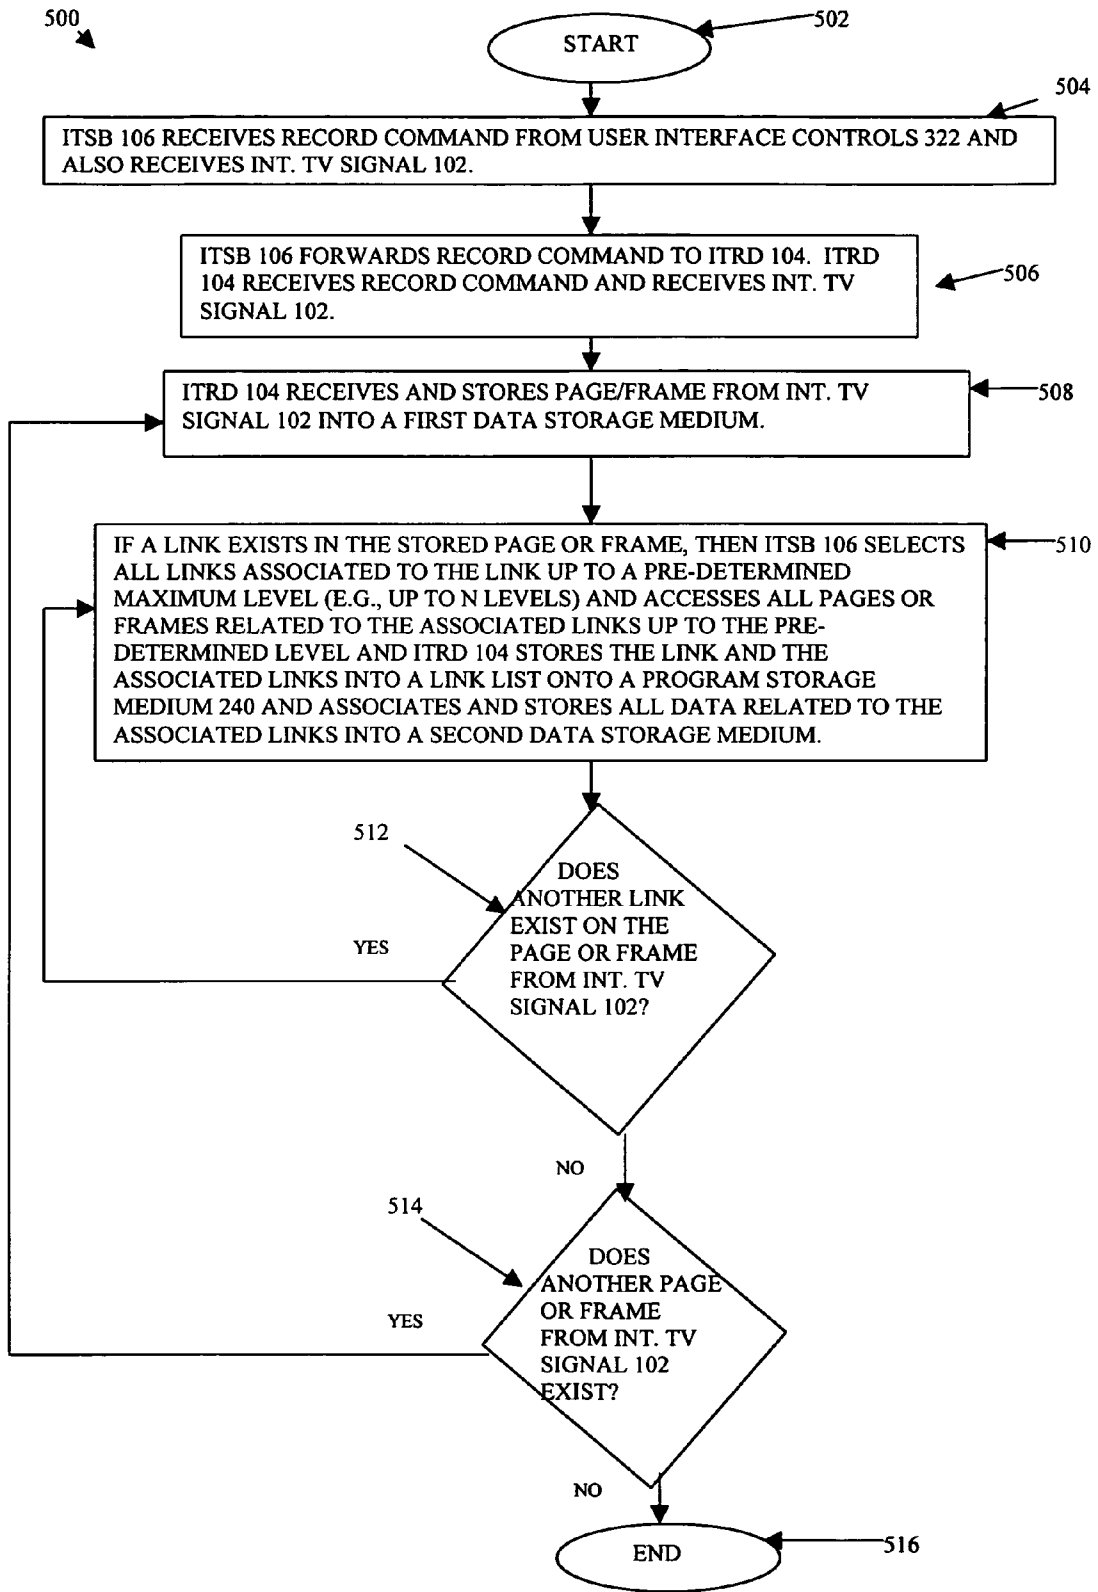 500
502
START
504
ITSB 106 RECEIVES RECORD COMMAND FROM USER INTERFACE CONTROLS 322 AND
ALSO RECEIVES INT. TV SIGNAL 102.
ITSB 106 FORWARDS RECORD COMMAND TO ITRD 104. ITRD
104 RECEIVES RECORD COMMAND AND RECEIVES INT. TV
SIGNAL 102.
506
ITRD 104 RECEIVES AND STORES PAGE/FRAME FROM INT. TV
SIGNAL 102 INTO A FIRST DATA STORAGE MEDIUM.
508
IF A LINK EXISTS IN THE STORED PAGE OR FRAME, THEN ITSB 106 SELECTS
ALL LINKS ASSOCIATED TO THE LINK UP TO A PRE-DETERMINED
MAXIMUM LEVEL (E.G., UP TO N LEVELS) AND ACCESSES ALL PAGES OR
FRAMES RELATED TO THE ASSOCIATED LINKS UP TO THE PRE-
DETERMINED LEVEL AND ITRD 104 STORES THE LINK AND THE
ASSOCIATED LINKS INTO A LINK LIST ONTO A PROGRAM STORAGE
MEDIUM 240 AND ASSOCIATES AND STORES ALL DATA RELATED TO THE
ASSOCIATED LINKS INTO A SECOND DATA STORAGE MEDIUM.
510
512
DOES
ANOTHER LINK
EXIST ON THE
PAGE OR FRAME
FROM INT. TV
SIGNAL 102?
YES
NO
514
DOES
ANOTHER PAGE
OR FRAME
FROM INT. TV
SIGNAL 102
EXIST?
YES
NO
END
516